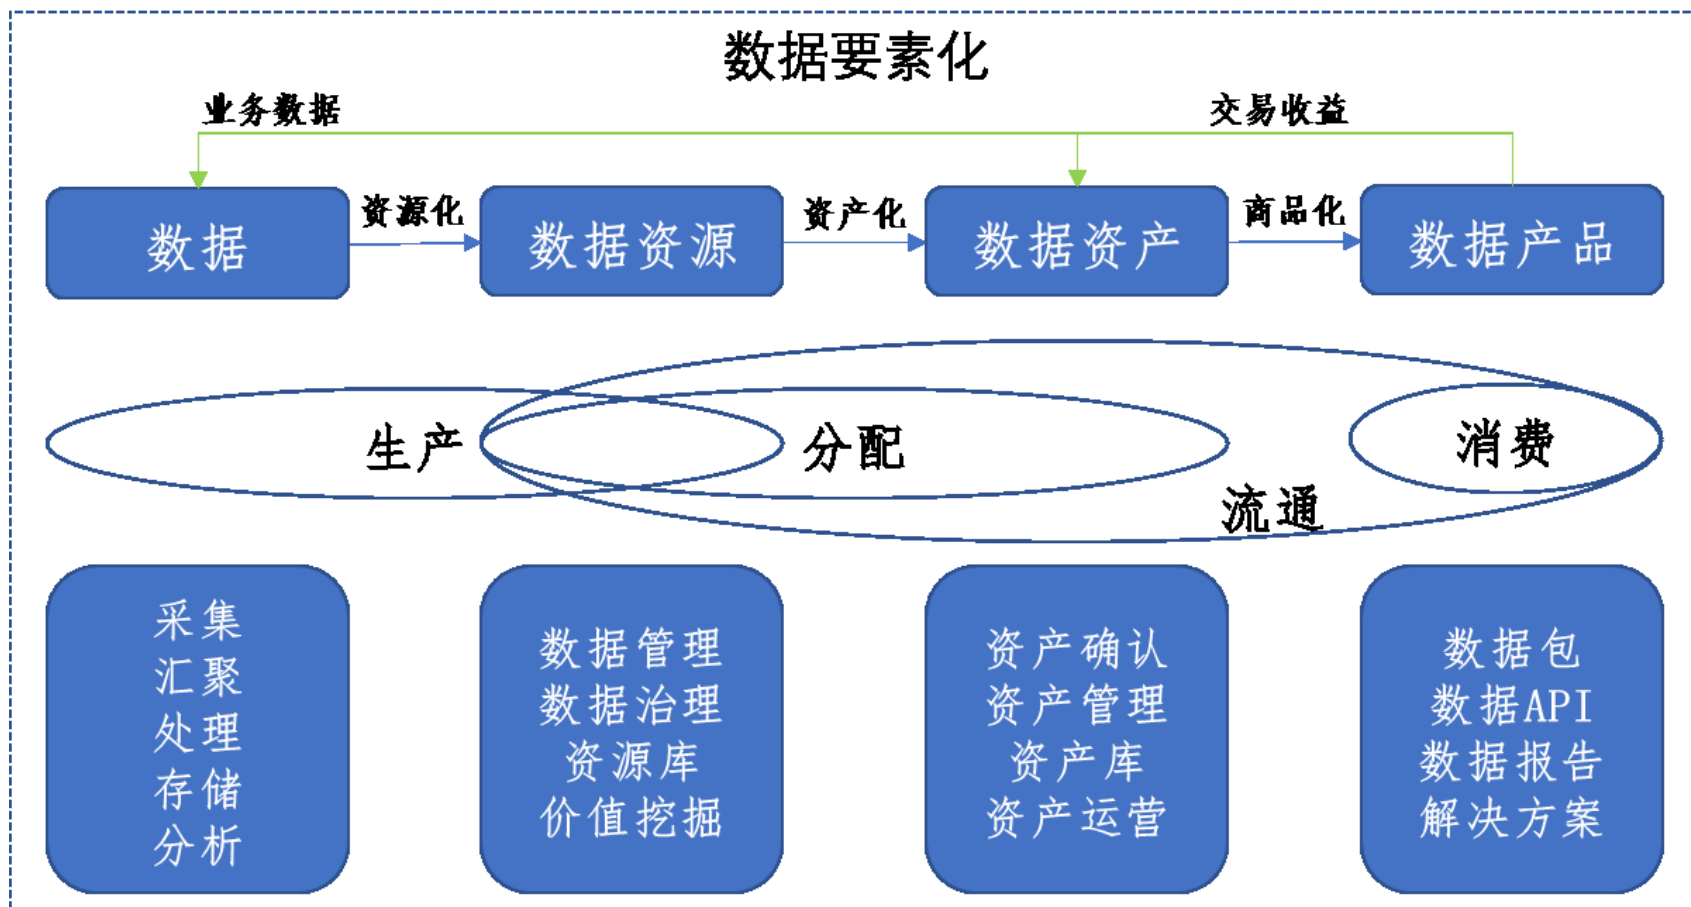 数据要素化
业务数据
交易收益
数据
资源化
数据资源
资产化
数据资产
商品化
数据产品
生产
分配
消费
流通
采集
汇聚
处理
存储
分析
数据管理
数据治理
资源库
价值挖掘
资产确认
资产管理
资产库
资产运营
数据包
数据API
数据报告
解决方案